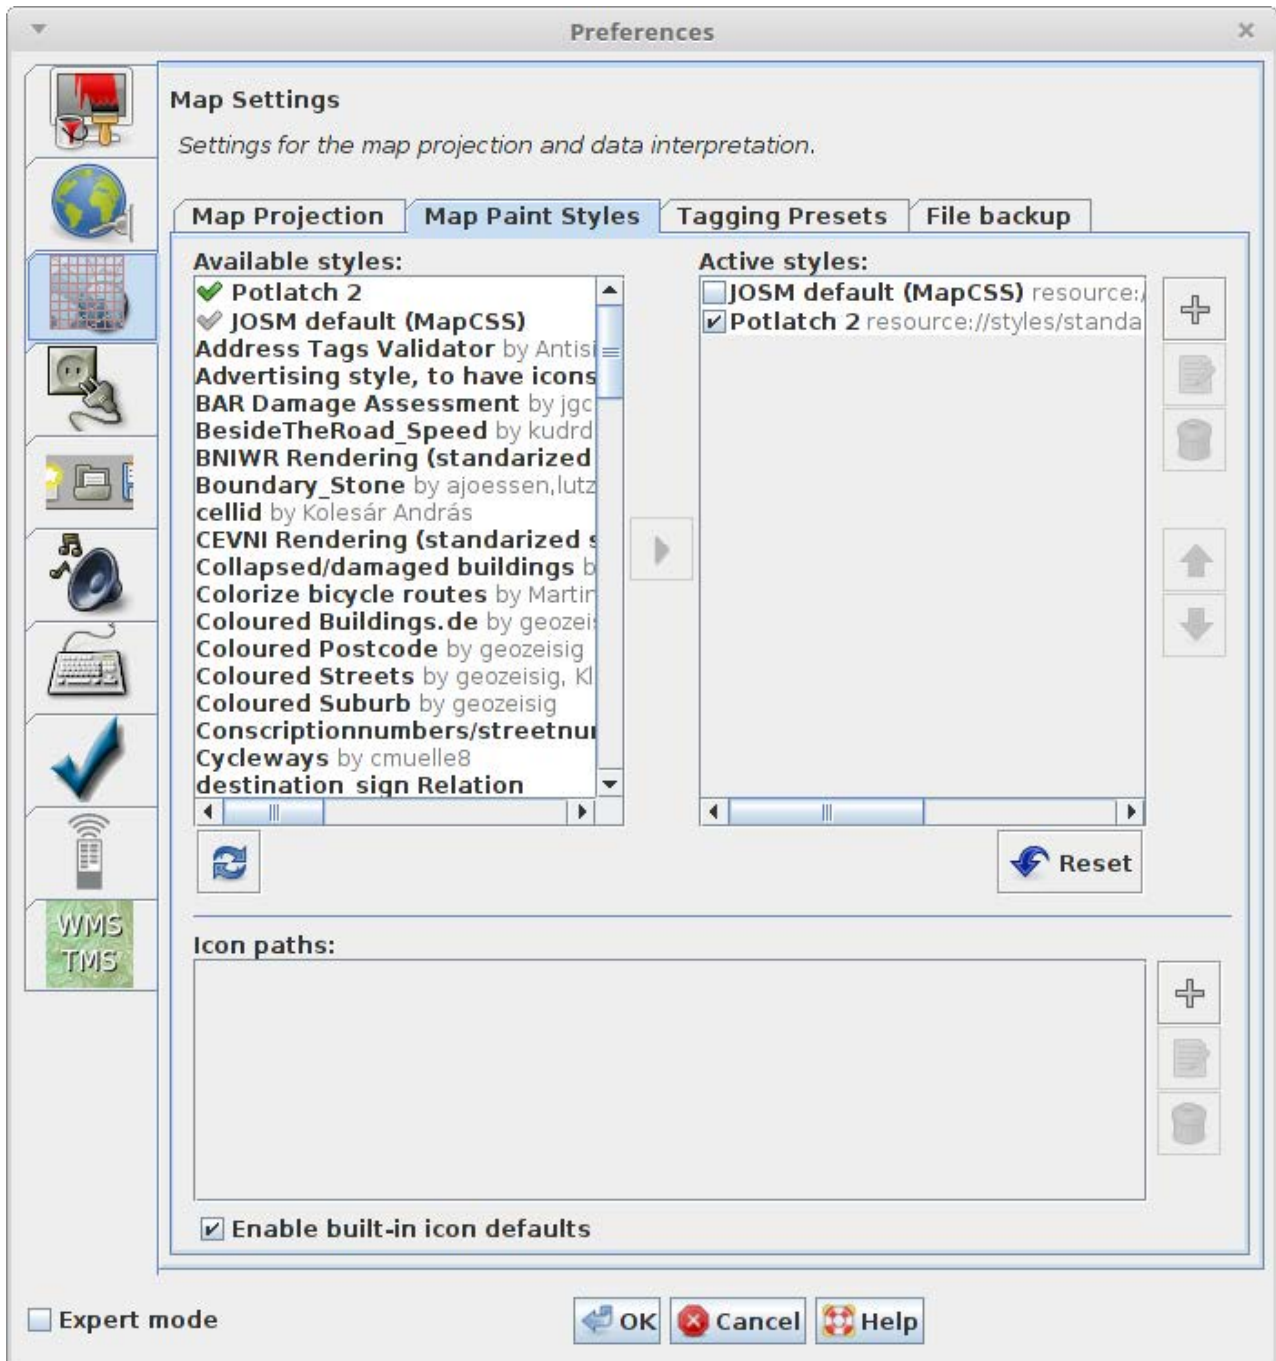 Preferences
Map Settings
Settings for the map projection and data interpretation.
Map Projection
Map Paint Styles
Tagging Presets
File backup
Available styles:
Potlatch 2
JOSM default (MapCSS)
Address Tags Validator by Antisi
Advertising style, to have icons
BAR Damage Assessment by jgc
BesideTheRoad_Speed by kudrd
BNIWR Rendering (standarized
Boundary_Stone by ajoessen,lutz
cellid by Kolesár András
CEVNI Rendering (standarized s
Collapsed/damaged buildings b
Colorize bicycle routes by Martin
Coloured Buildings.de by geozeis
Coloured Postcode by geozeisig
Coloured Streets by geozeisig, Kl
Coloured Suburb by geozeisig
Conscriptionnumbers/streetnu
Cycleways by cmuelle8
destination_sign Relation
Active styles:
JOSM default (MapCSS) resource:/
Potlatch 2 resource://styles/standa
Reset
Icon paths:
Enable built-in icon defaults
WMS
TMS
Expert mode
OK
Cancel
Help